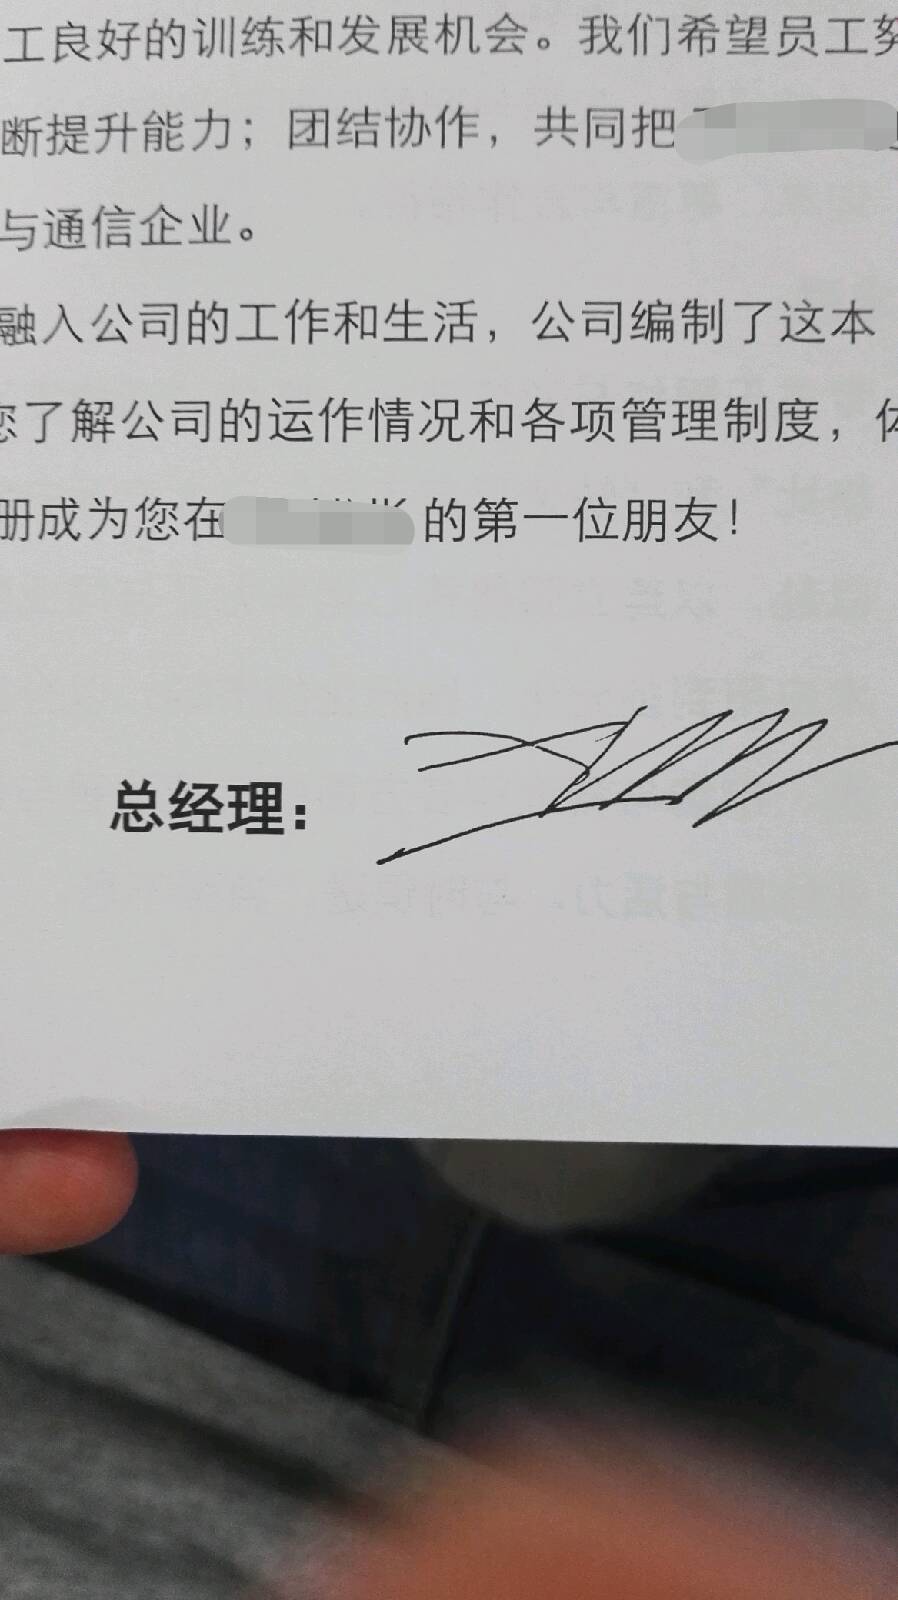 工良好的训练和发展机会。我们希望员工努
断提升能力；团结协作，共同把
与通信企业。
融入公司的工作和生活，公司编制了这本
您了解公司的运作情况和各项管理制度，体
册成为您在 的第一位朋友！
总经理：